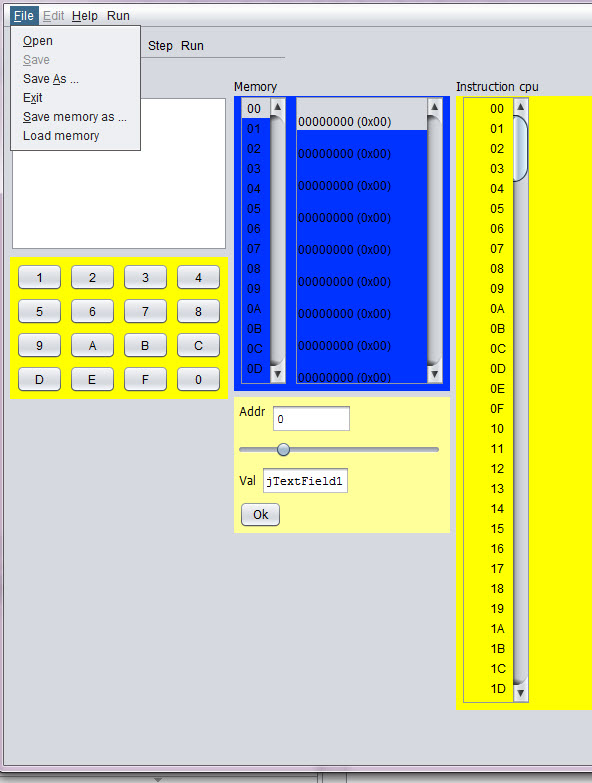 File Edit Help Run
Open
Save
Save As ...
Exit
Save memory as ...
Load memory
Step Run
1 2 3 4
5 6 7 8
9 A B C
D E F 0
Memory
00
01
02
03
04
05
06
07
08
09
0A
0B
0C
0D
00000000 (0x00)
00000000 (0x00)
00000000 (0x00)
00000000 (0x00)
00000000 (0x00)
00000000 (0x00)
00000000 (0x00)
00000000 (0x00)
00000000 (0x00)
Addr 0
Val jTextField1
Ok
Instruction cpu
00
01
02
03
04
05
06
07
08
09
0A
0B
0C
0D
0E
0F
10
11
12
13
14
15
16
17
18
19
1A
1B
1C
1D